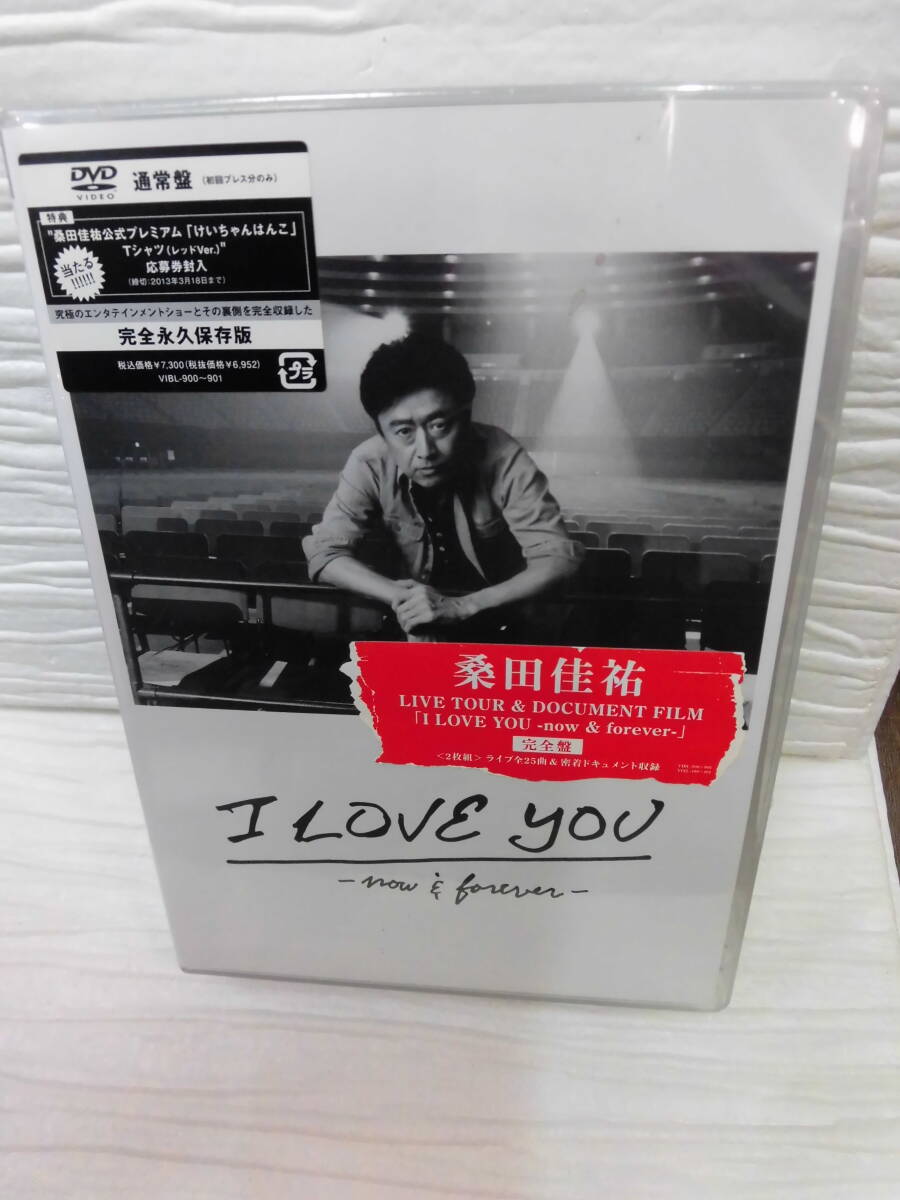 DVD
VIDEO
通常盤 (初回プレス分のみ)
特典
"桑田佳祐公式プレミアム「けいちゃんはんこ」
Tシャツ(レッドVer.)"
応募券封入
(締切:2013年3月18日まで)
当たる
!!!!!!
究極のエンタテインメントショーとその裏側を完全収録した
完全永久保存版
税込価格¥7,300(税抜価格¥6,952)
VIBL-900〜901
プラ
桑田佳祐
LIVE TOUR & DOCUMENT FILM
「I LOVE YOU -now & forever-」
完全盤
<2枚組> ライブ全25曲&密着ドキュメント収録
I LOVE YOU
-now & forever-